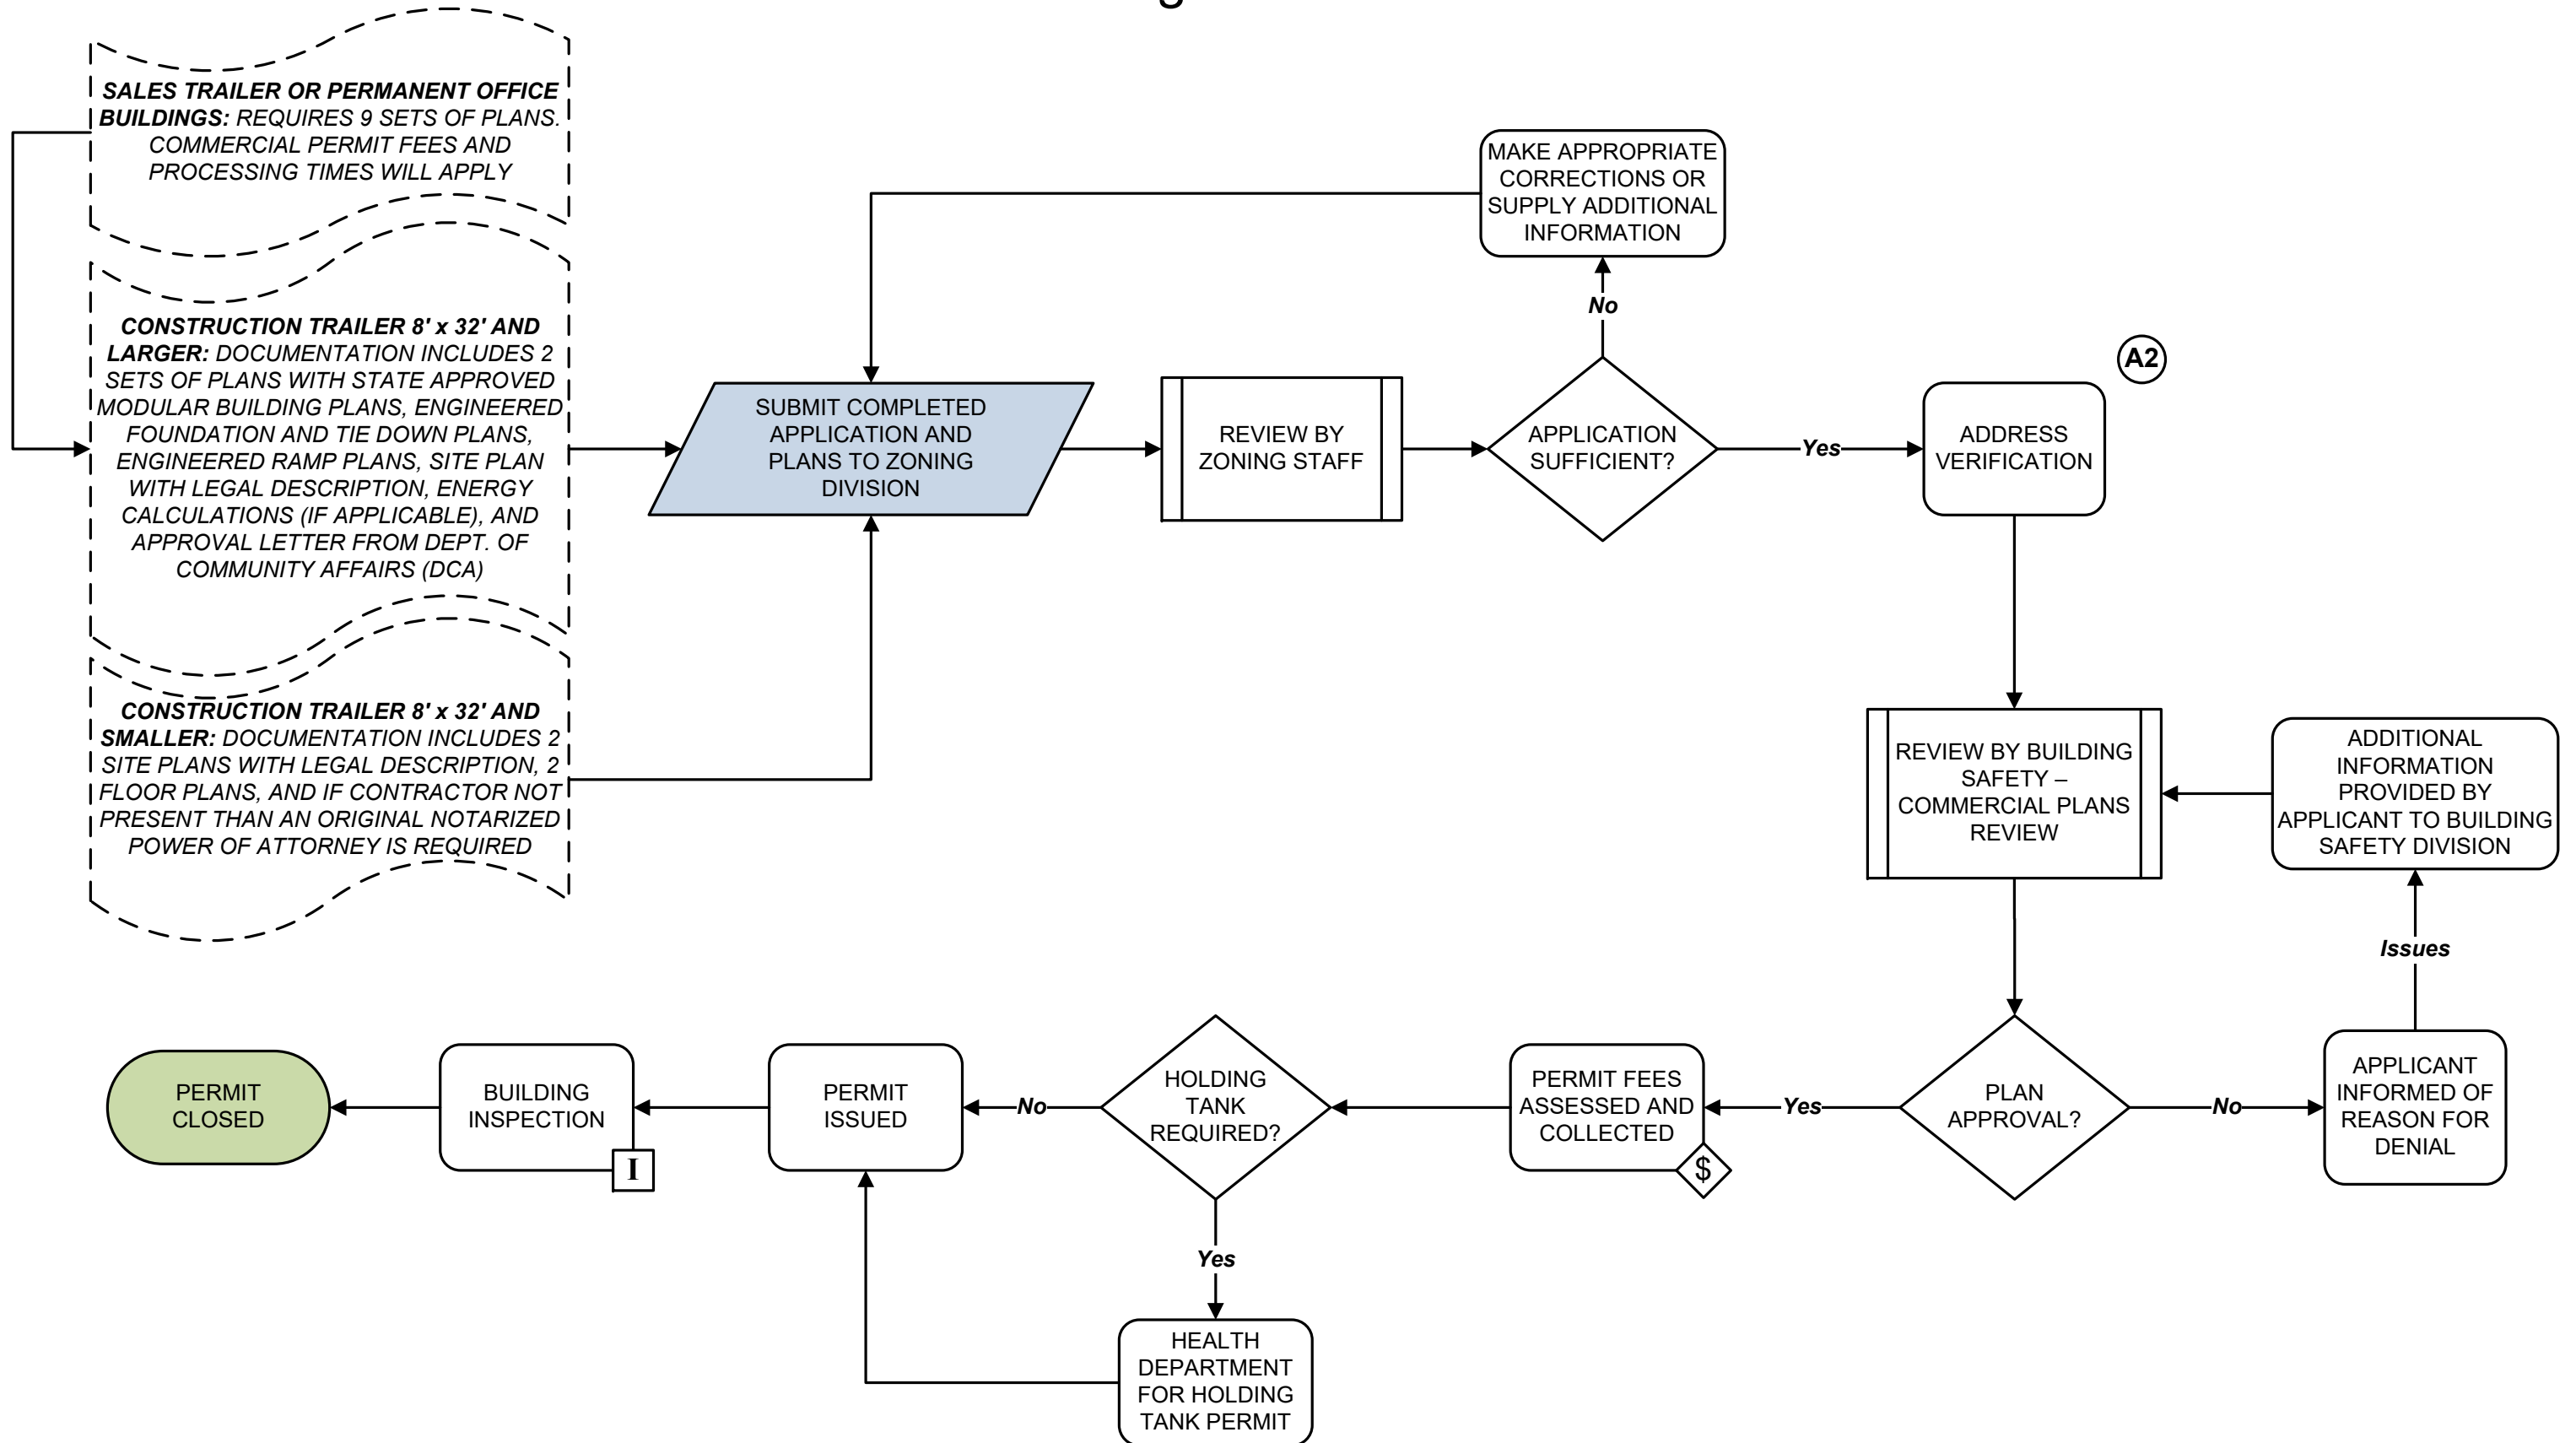 SALES TRAILER OR PERMANENT OFFICE
BUILDINGS: REQUIRES 9 SETS OF PLANS.
COMMERCIAL PERMIT FEES AND
PROCESSING TIMES WILL APPLY
CONSTRUCTION TRAILER 8' x 32' AND
LARGER: DOCUMENTATION INCLUDES 2
SETS OF PLANS WITH STATE APPROVED
MODULAR BUILDING PLANS, ENGINEERED
FOUNDATION AND TIE DOWN PLANS,
ENGINEERED RAMP PLANS, SITE PLAN
WITH LEGAL DESCRIPTION, ENERGY
CALCULATIONS (IF APPLICABLE), AND
APPROVAL LETTER FROM DEPT. OF
COMMUNITY AFFAIRS (DCA)
CONSTRUCTION TRAILER 8' x 32' AND
SMALLER: DOCUMENTATION INCLUDES 2
SITE PLANS WITH LEGAL DESCRIPTION, 2
FLOOR PLANS, AND IF CONTRACTOR NOT
PRESENT THAN AN ORIGINAL NOTARIZED
POWER OF ATTORNEY IS REQUIRED
SUBMIT COMPLETED
APPLICATION AND
PLANS TO ZONING
DIVISION
REVIEW BY
ZONING STAFF
APPLICATION
SUFFICIENT?
No
MAKE APPROPRIATE
CORRECTIONS OR
SUPPLY ADDITIONAL
INFORMATION
Yes
A2
ADDRESS
VERIFICATION
REVIEW BY BUILDING
SAFETY –
COMMERCIAL PLANS
REVIEW
ADDITIONAL
INFORMATION
PROVIDED BY
APPLICANT TO BUILDING
SAFETY DIVISION
Issues
APPLICANT
INFORMED OF
REASON FOR
DENIAL
No
PLAN
APPROVAL?
Yes
PERMIT FEES
ASSESSED AND
COLLECTED
$
HOLDING
TANK
REQUIRED?
No
Yes
HEALTH
DEPARTMENT
FOR HOLDING
TANK PERMIT
PERMIT
ISSUED
BUILDING
INSPECTION
I
PERMIT
CLOSED